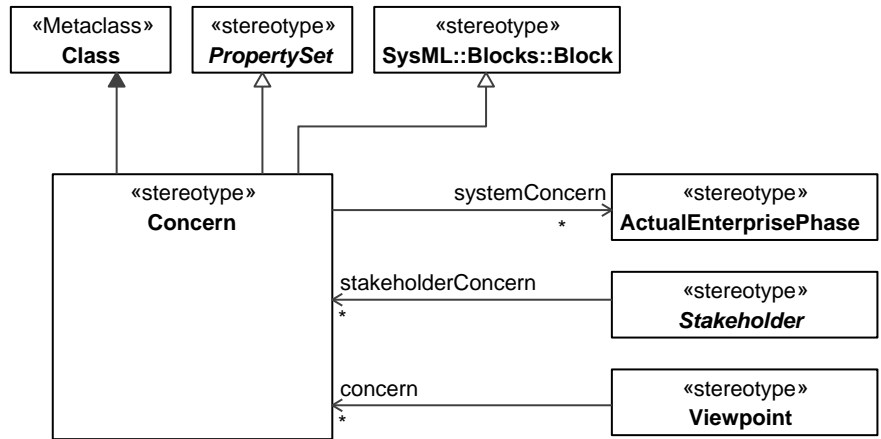 «Metaclass»
Class
«stereotype»
PropertySet
«stereotype»
SysML::Blocks::Block
«stereotype»
Concern
systemConcern
*
«stereotype»
ActualEnterprisePhase
stakeholderConcern
*
«stereotype»
Stakeholder
concern
*
«stereotype»
Viewpoint